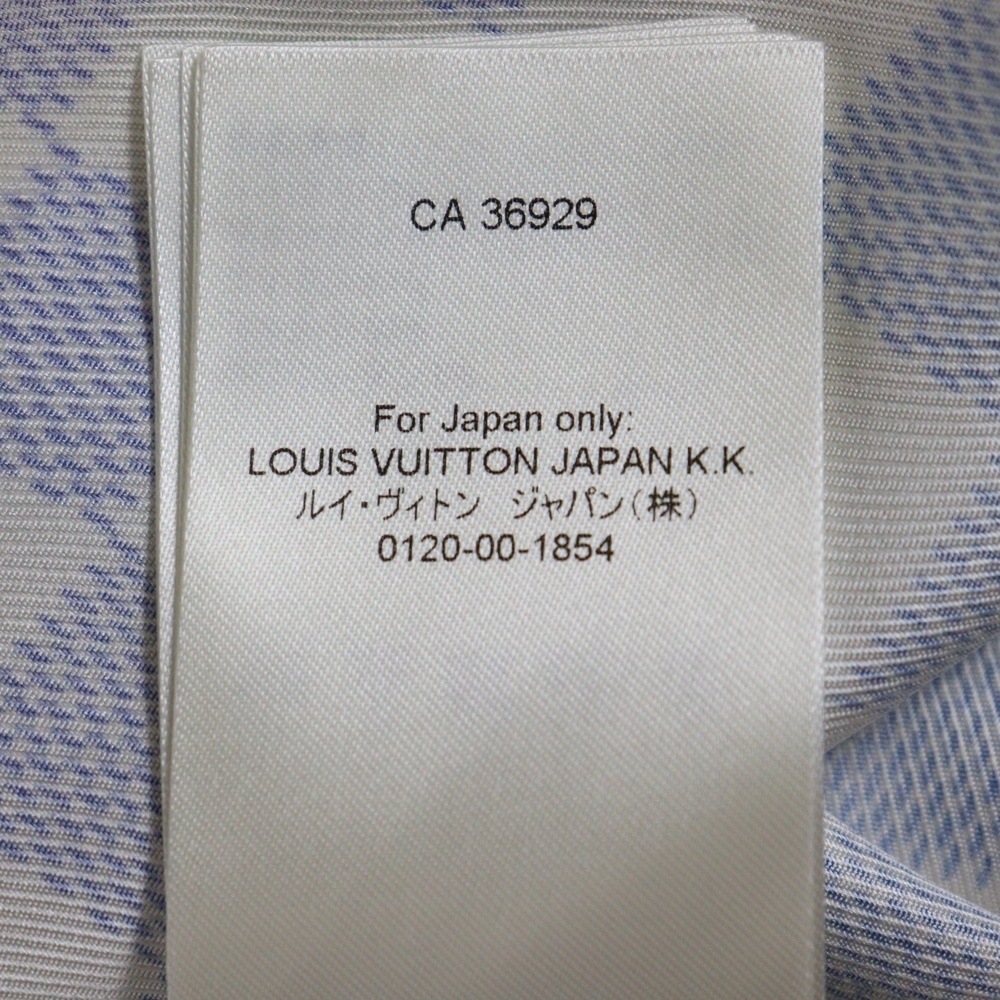 CA 36929
For Japan only:
LOUIS VUITTON JAPAN K.K.
ルイ・ヴィトン　ジャパン（株）
0120-00-1854